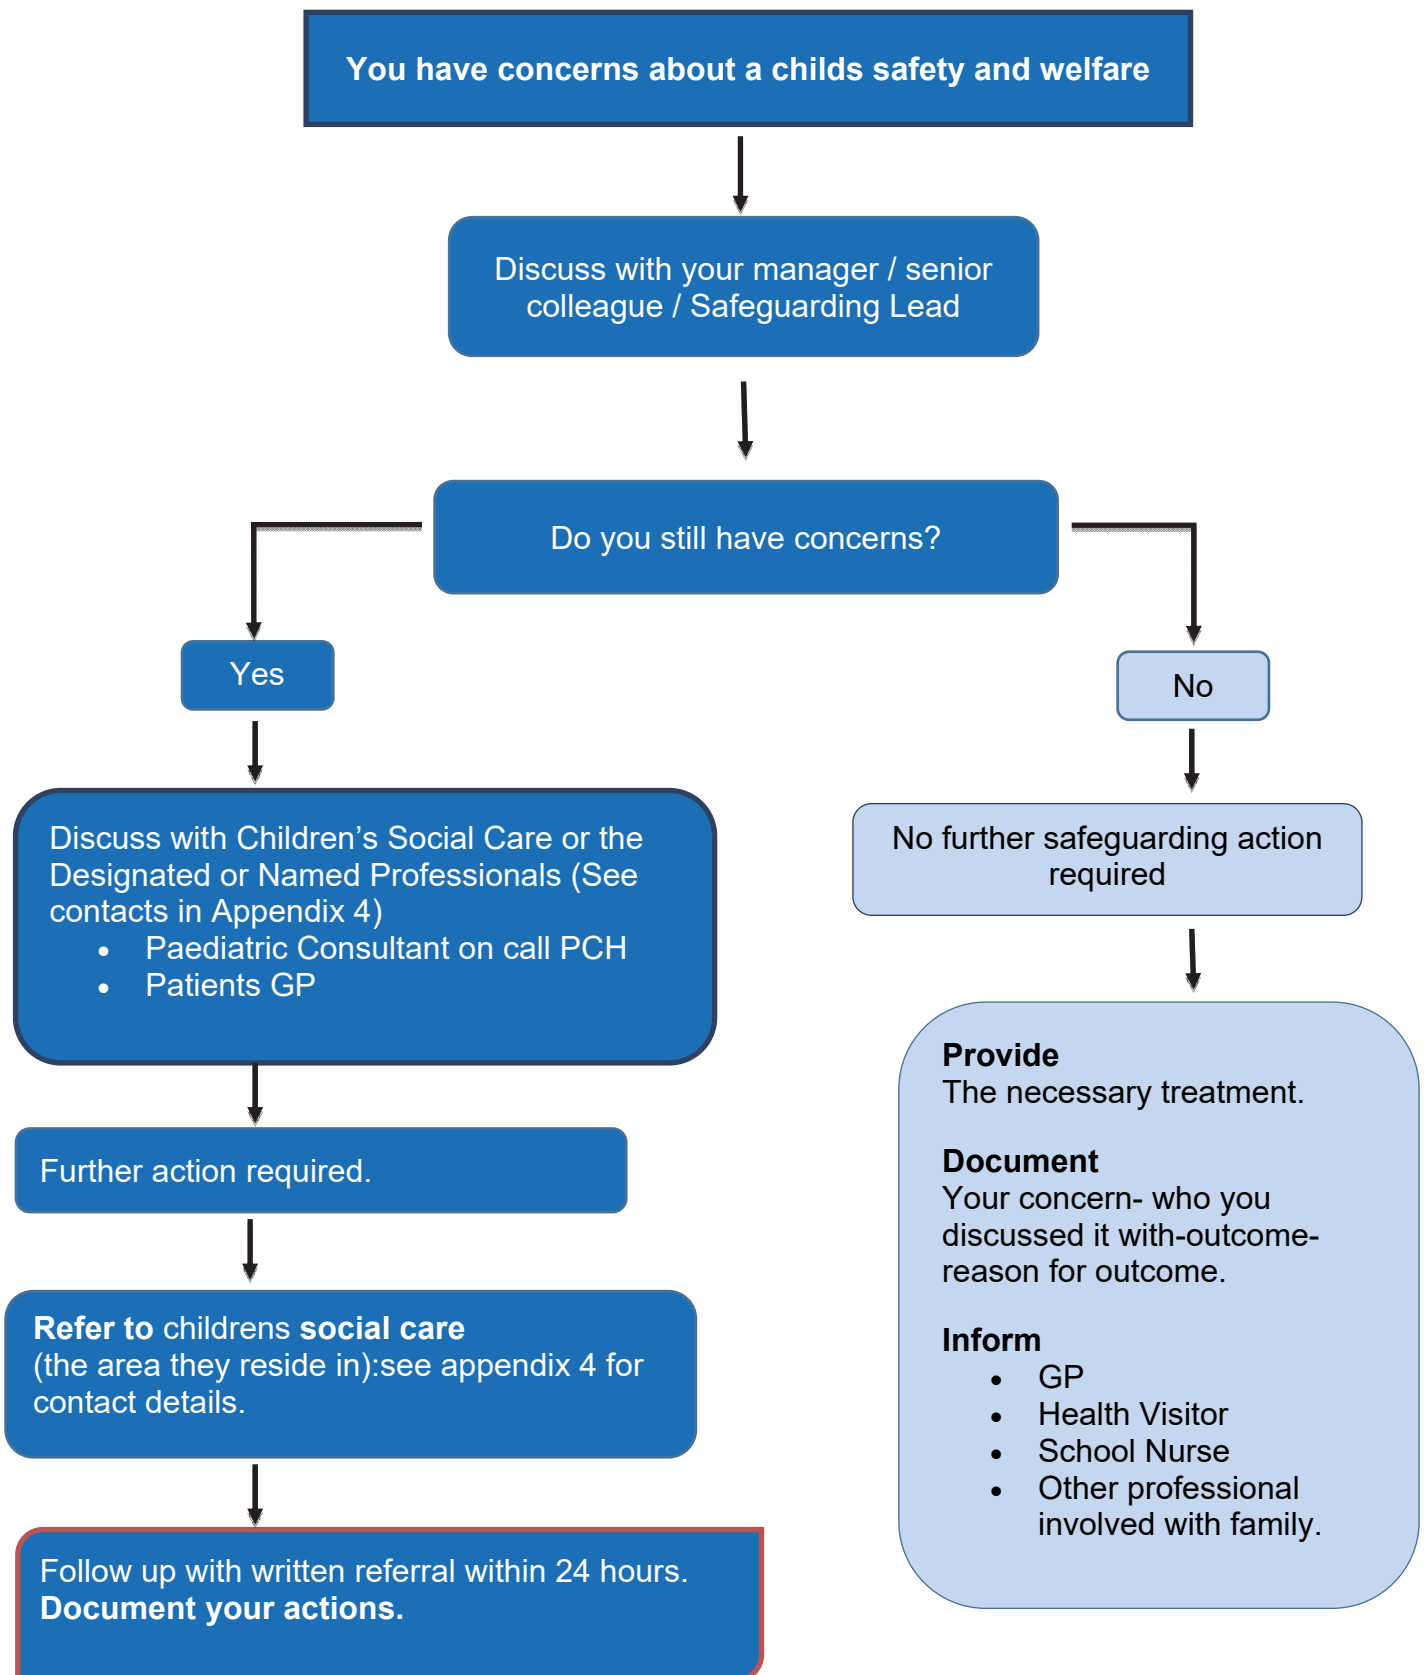 You have concerns about a childs safety and welfare
Discuss with your manager / senior
colleague / Safeguarding Lead
Do you still have concerns?
Yes
No
Discuss with Children’s Social Care or the
Designated or Named Professionals (See
contacts in Appendix 4)
• Paediatric Consultant on call PCH
• Patients GP
No further safeguarding action
required
Further action required.
Refer to childrens social care
(the area they reside in):see appendix 4 for
contact details.
Follow up with written referral within 24 hours.
Document your actions.
Provide
The necessary treatment.
Document
Your concern- who you
discussed it with-outcome-
reason for outcome.
Inform
• GP
• Health Visitor
• School Nurse
• Other professional
involved with family.